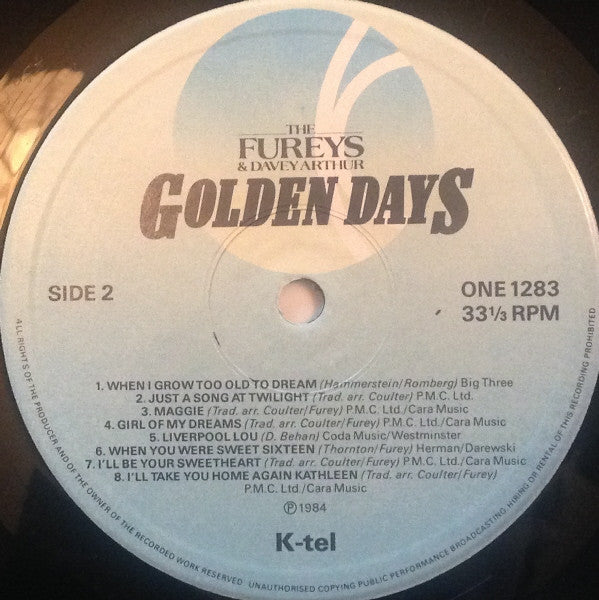 THE
FUREYS
& DAVEY ARTHUR
GOLDEN DAYS
SIDE 2
ONE 1283
33 1/3 RPM
1. WHEN I GROW TOO OLD TO DREAM (Hammerstein/Romberg) Big Three
2. JUST A SONG AT TWILIGHT (Trad. arr. Coulter/Furey) P.M.C. Ltd.
3. MAGGIE (Trad. arr. Coulter/Furey) P.M.C. Ltd./Cara Music
4. GIRL OF MY DREAMS (Trad. arr. Coulter/Furey) P.M.C. Ltd./Cara Music
5. LIVERPOOL LOU (D. Behan) Coda Music/Westminster
6. WHEN YOU WERE SWEET SIXTEEN (Thornton/Furey) Herman/Darewski
7. I'LL BE YOUR SWEETHEART (Trad. arr. Coulter/Furey) P.M.C. Ltd./Cara Music
8. I'LL TAKE YOU HOME AGAIN KATHLEEN (Trad. arr. Coulter/Furey)
P.M.C. Ltd./Cara Music
℗ 1984
K-tel
ALL RIGHTS OF THE PRODUCER AND OF THE OWNER OF THE RECORDED WORK RESERVED. UNAUTHORISED COPYING PUBLIC PERFORMANCE BROADCASTING, HIRING OR RENTAL OF THIS RECORDING PROHIBITED